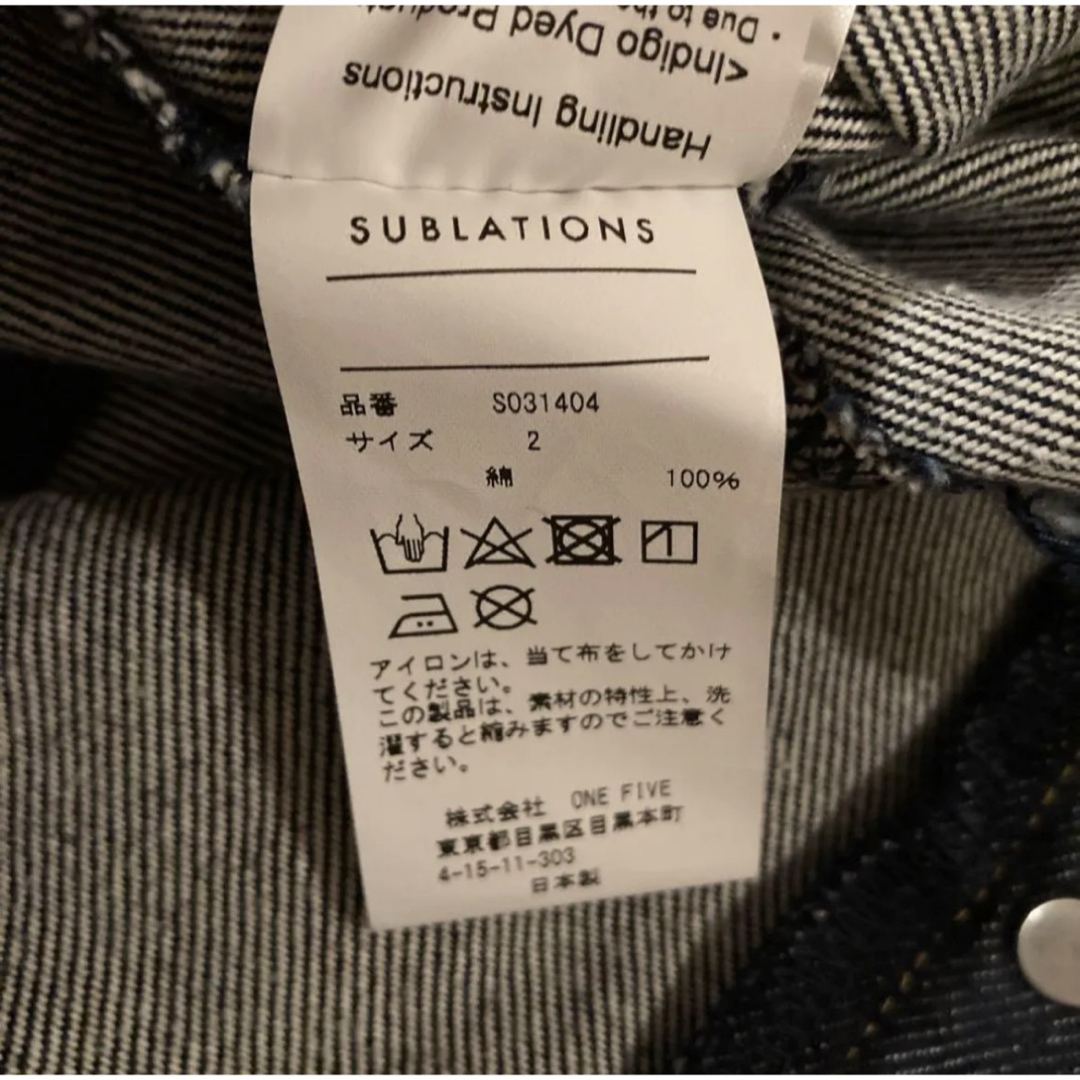 • Due to the
<Indigo Dyed Product
Handling Instructions
SUBLATIONS
品番 S031404
サイズ 2
綿 100%
アイロンは、当て布をしてかけ
てください。
この製品は、素材の特性上、洗
濯すると縮みますのでご注意く
ださい。
株式会社 ONE FIVE
東京都目黒区目黒本町
4-15-11-303
日本製